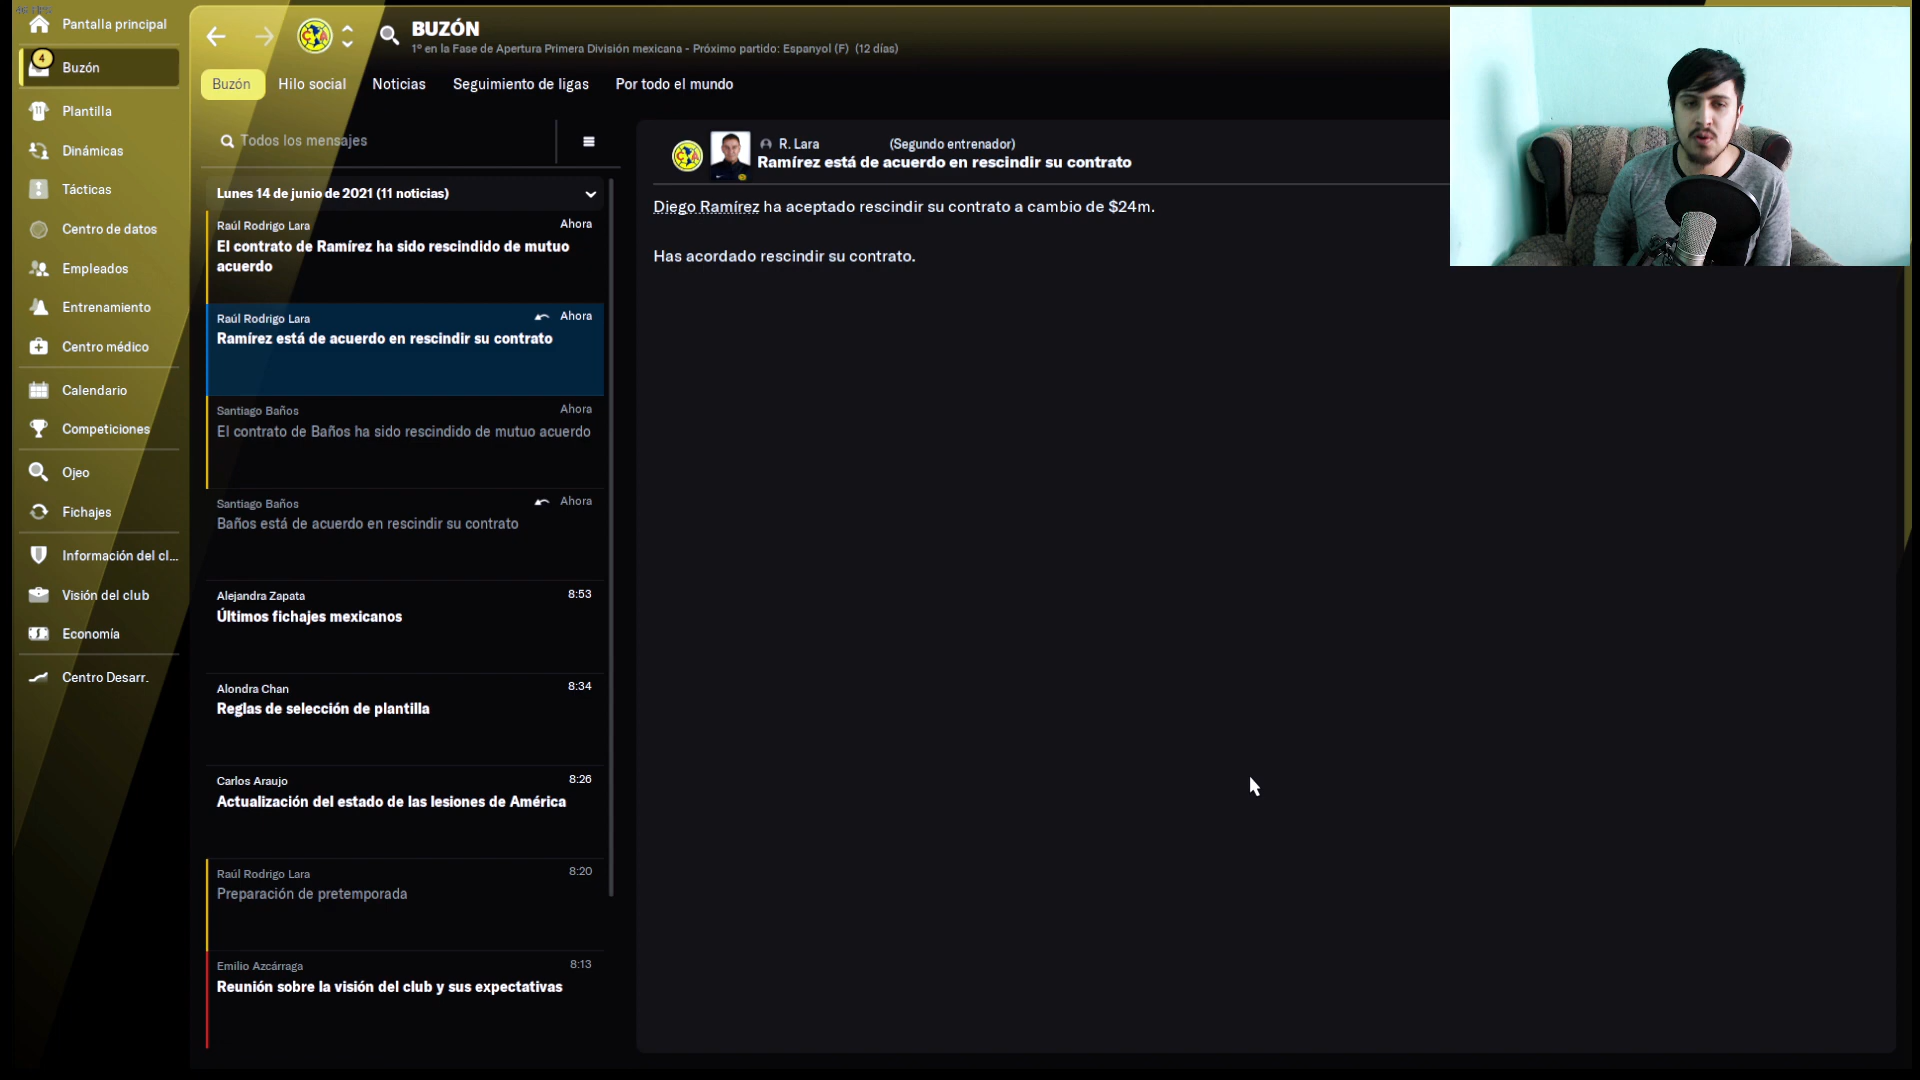 Pantalla principal
4
Buzón
Plantilla
Dinámicas
Tácticas
Centro de datos
Empleados
Entrenamiento
Centro médico
Calendario
Competiciones
Ojeo
Fichajes
Información del cl...
Visión del club
Economía
Centro Desarr.
BUZÓN
1º en la Fase de Apertura Primera División mexicana - Próximo partido: Espanyol (F) (12 días)
Buzón Hilo social Noticias Seguimiento de ligas Por todo el mundo
Todos los mensajes
Lunes 14 de junio de 2021 (11 noticias)
Raúl Rodrigo Lara Ahora
El contrato de Ramírez ha sido rescindido de mutuo
acuerdo
Raúl Rodrigo Lara Ahora
Ramírez está de acuerdo en rescindir su contrato
Santiago Baños Ahora
El contrato de Baños ha sido rescindido de mutuo acuerdo
Santiago Baños Ahora
Baños está de acuerdo en rescindir su contrato
Alejandra Zapata 8:53
Últimos fichajes mexicanos
Alondra Chan 8:34
Reglas de selección de plantilla
Carlos Araujo 8:26
Actualización del estado de las lesiones de América
Raúl Rodrigo Lara 8:20
Preparación de pretemporada
Emilio Azcárraga 8:13
Reunión sobre la visión del club y sus expectativas
R. Lara (Segundo entrenador)
Ramírez está de acuerdo en rescindir su contrato
Diego Ramírez ha aceptado rescindir su contrato a cambio de $24m.
Has acordado rescindir su contrato.